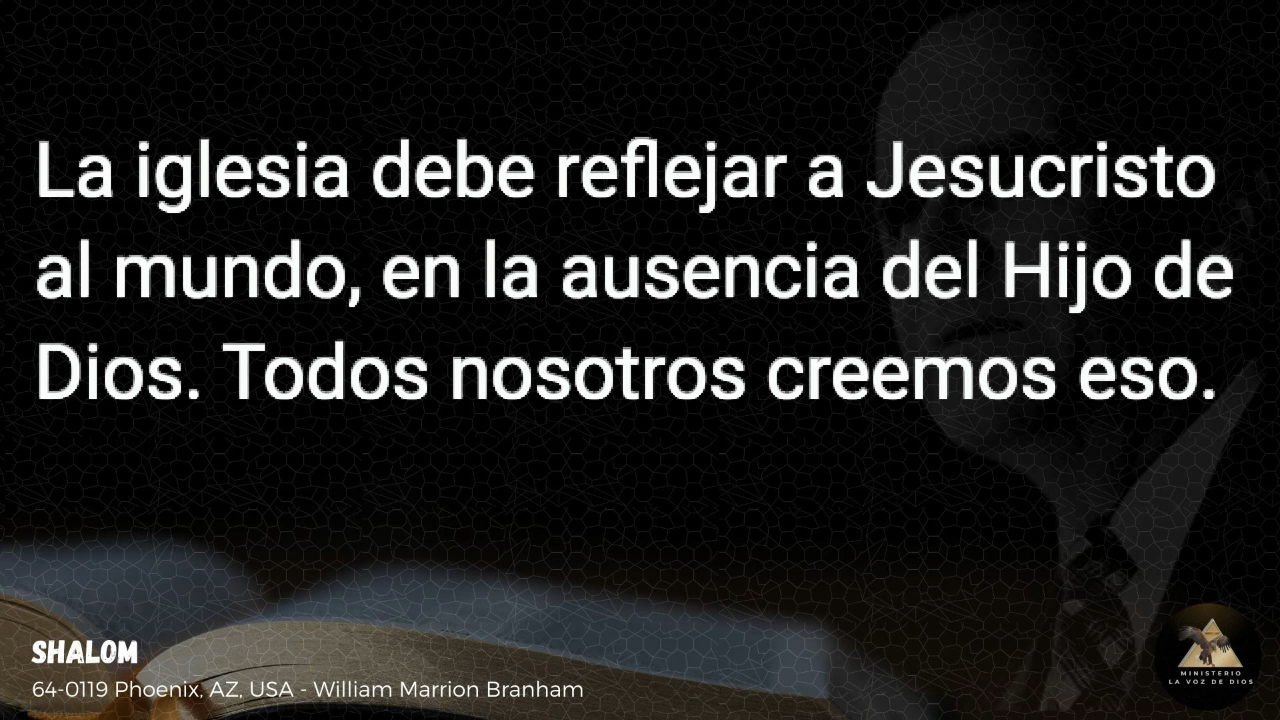 La iglesia debe reflejar a Jesucristo
al mundo, en la ausencia del Hijo de
Dios. Todos nosotros creemos eso.
SHALOM
64-0119 Phoenix, AZ, USA - William Marrion Branham
MINISTERIO
LA VOZ DE DIOS